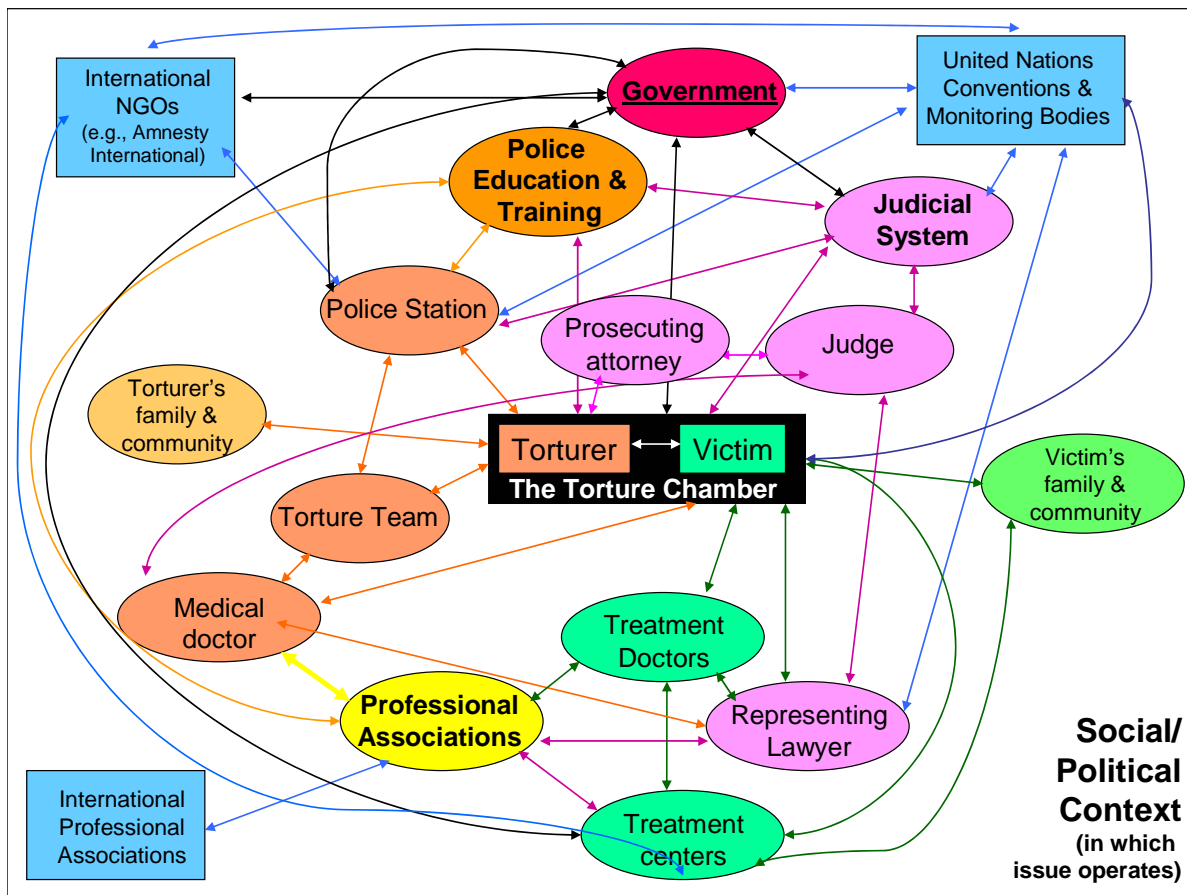 International
NGOs
(e.g., Amnesty
International)
Government
United Nations
Conventions &
Monitoring Bodies
Police
Education &
Training
Judicial
System
Police Station
Prosecuting
attorney
Judge
Torturer's
family &
community
Torturer
Victim
The Torture Chamber
Victim's
family &
community
Torture Team
Medical
doctor
Treatment
Doctors
Professional
Associations
Representing
Lawyer
International
Professional
Associations
Treatment
centers
Social/
Political
Context
(in which
issue operates)